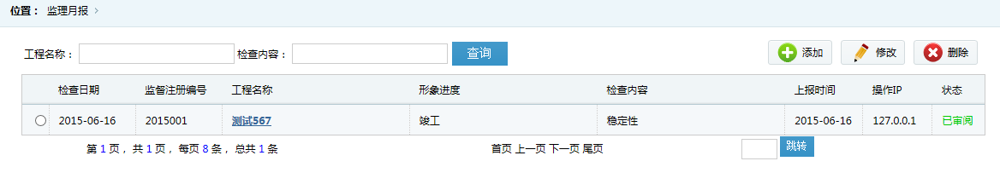 位置： 监理月报
工程名称： 检查内容： 查询 添加 修改 删除
检查日期 监督注册编号 工程名称 形象进度 检查内容 上报时间 操作IP 状态
2015-06-16 2015001 测试567 竣工 稳定性 2015-06-16 127.0.0.1 已审阅
第 1 页， 共 1 页， 每页 8 条， 总共 1 条 首页 上一页 下一页 尾页 跳转